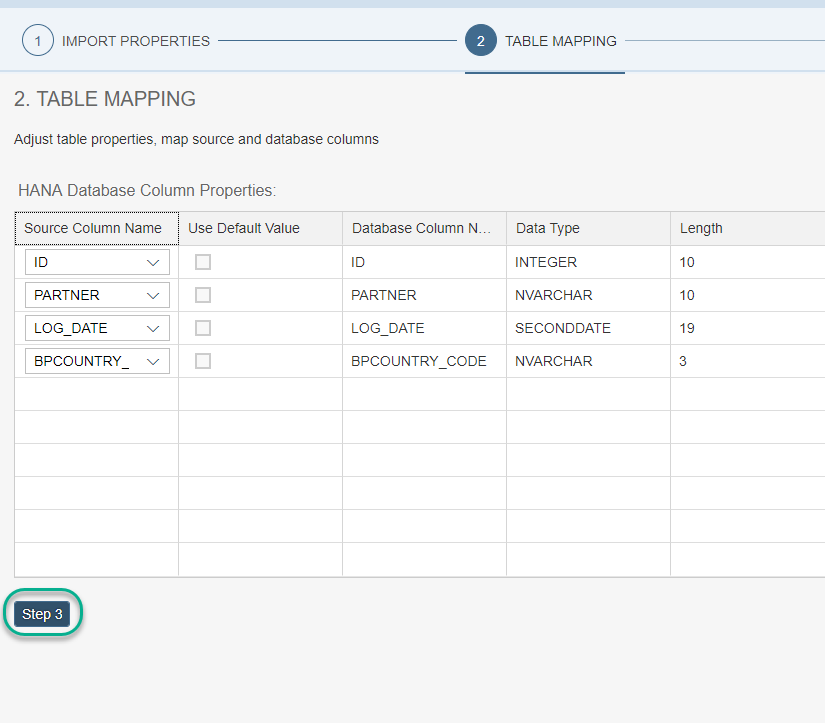 1 IMPORT PROPERTIES 2 TABLE MAPPING
2. TABLE MAPPING
Adjust table properties, map source and database columns
HANA Database Column Properties:
Source Column Name Use Default Value Database Column N... Data Type Length
ID ID INTEGER 10
PARTNER PARTNER NVARCHAR 10
LOG_DATE LOG_DATE SECONDDATE 19
BPCOUNTRY_ BPCOUNTRY_CODE NVARCHAR 3
Step 3